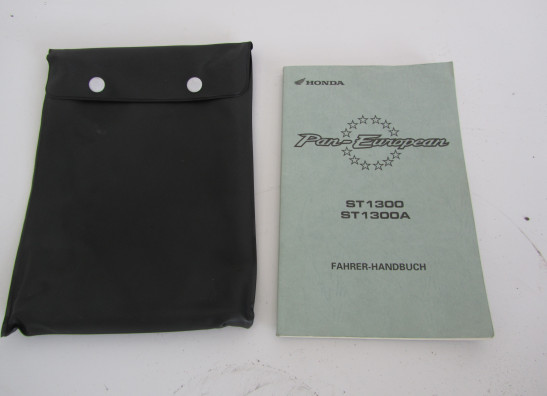 HONDA
Pan-European
ST1300
ST1300A
FAHRER-HANDBUCH